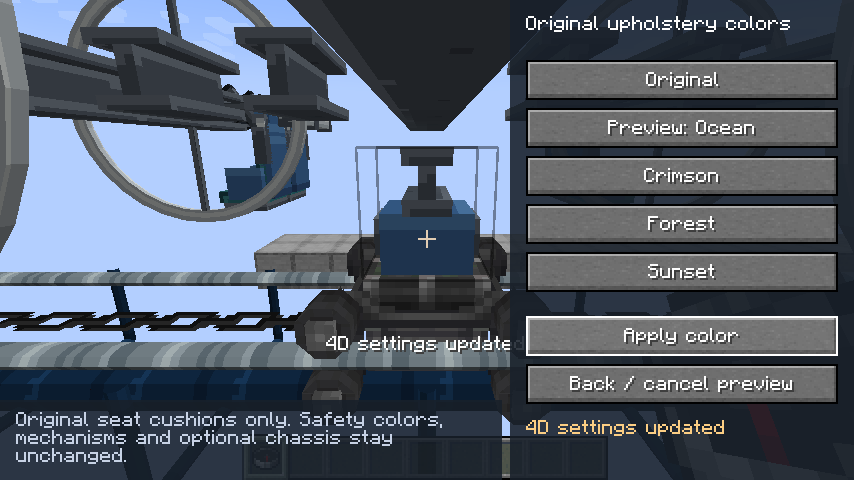 Original upholstery colors
Original
Preview: Ocean
Crimson
Forest
Sunset
4D settings updated
Apply color
Back / cancel preview
4D settings updated
Original seat cushions only. Safety colors,
mechanisms and optional chassis stay
unchanged.